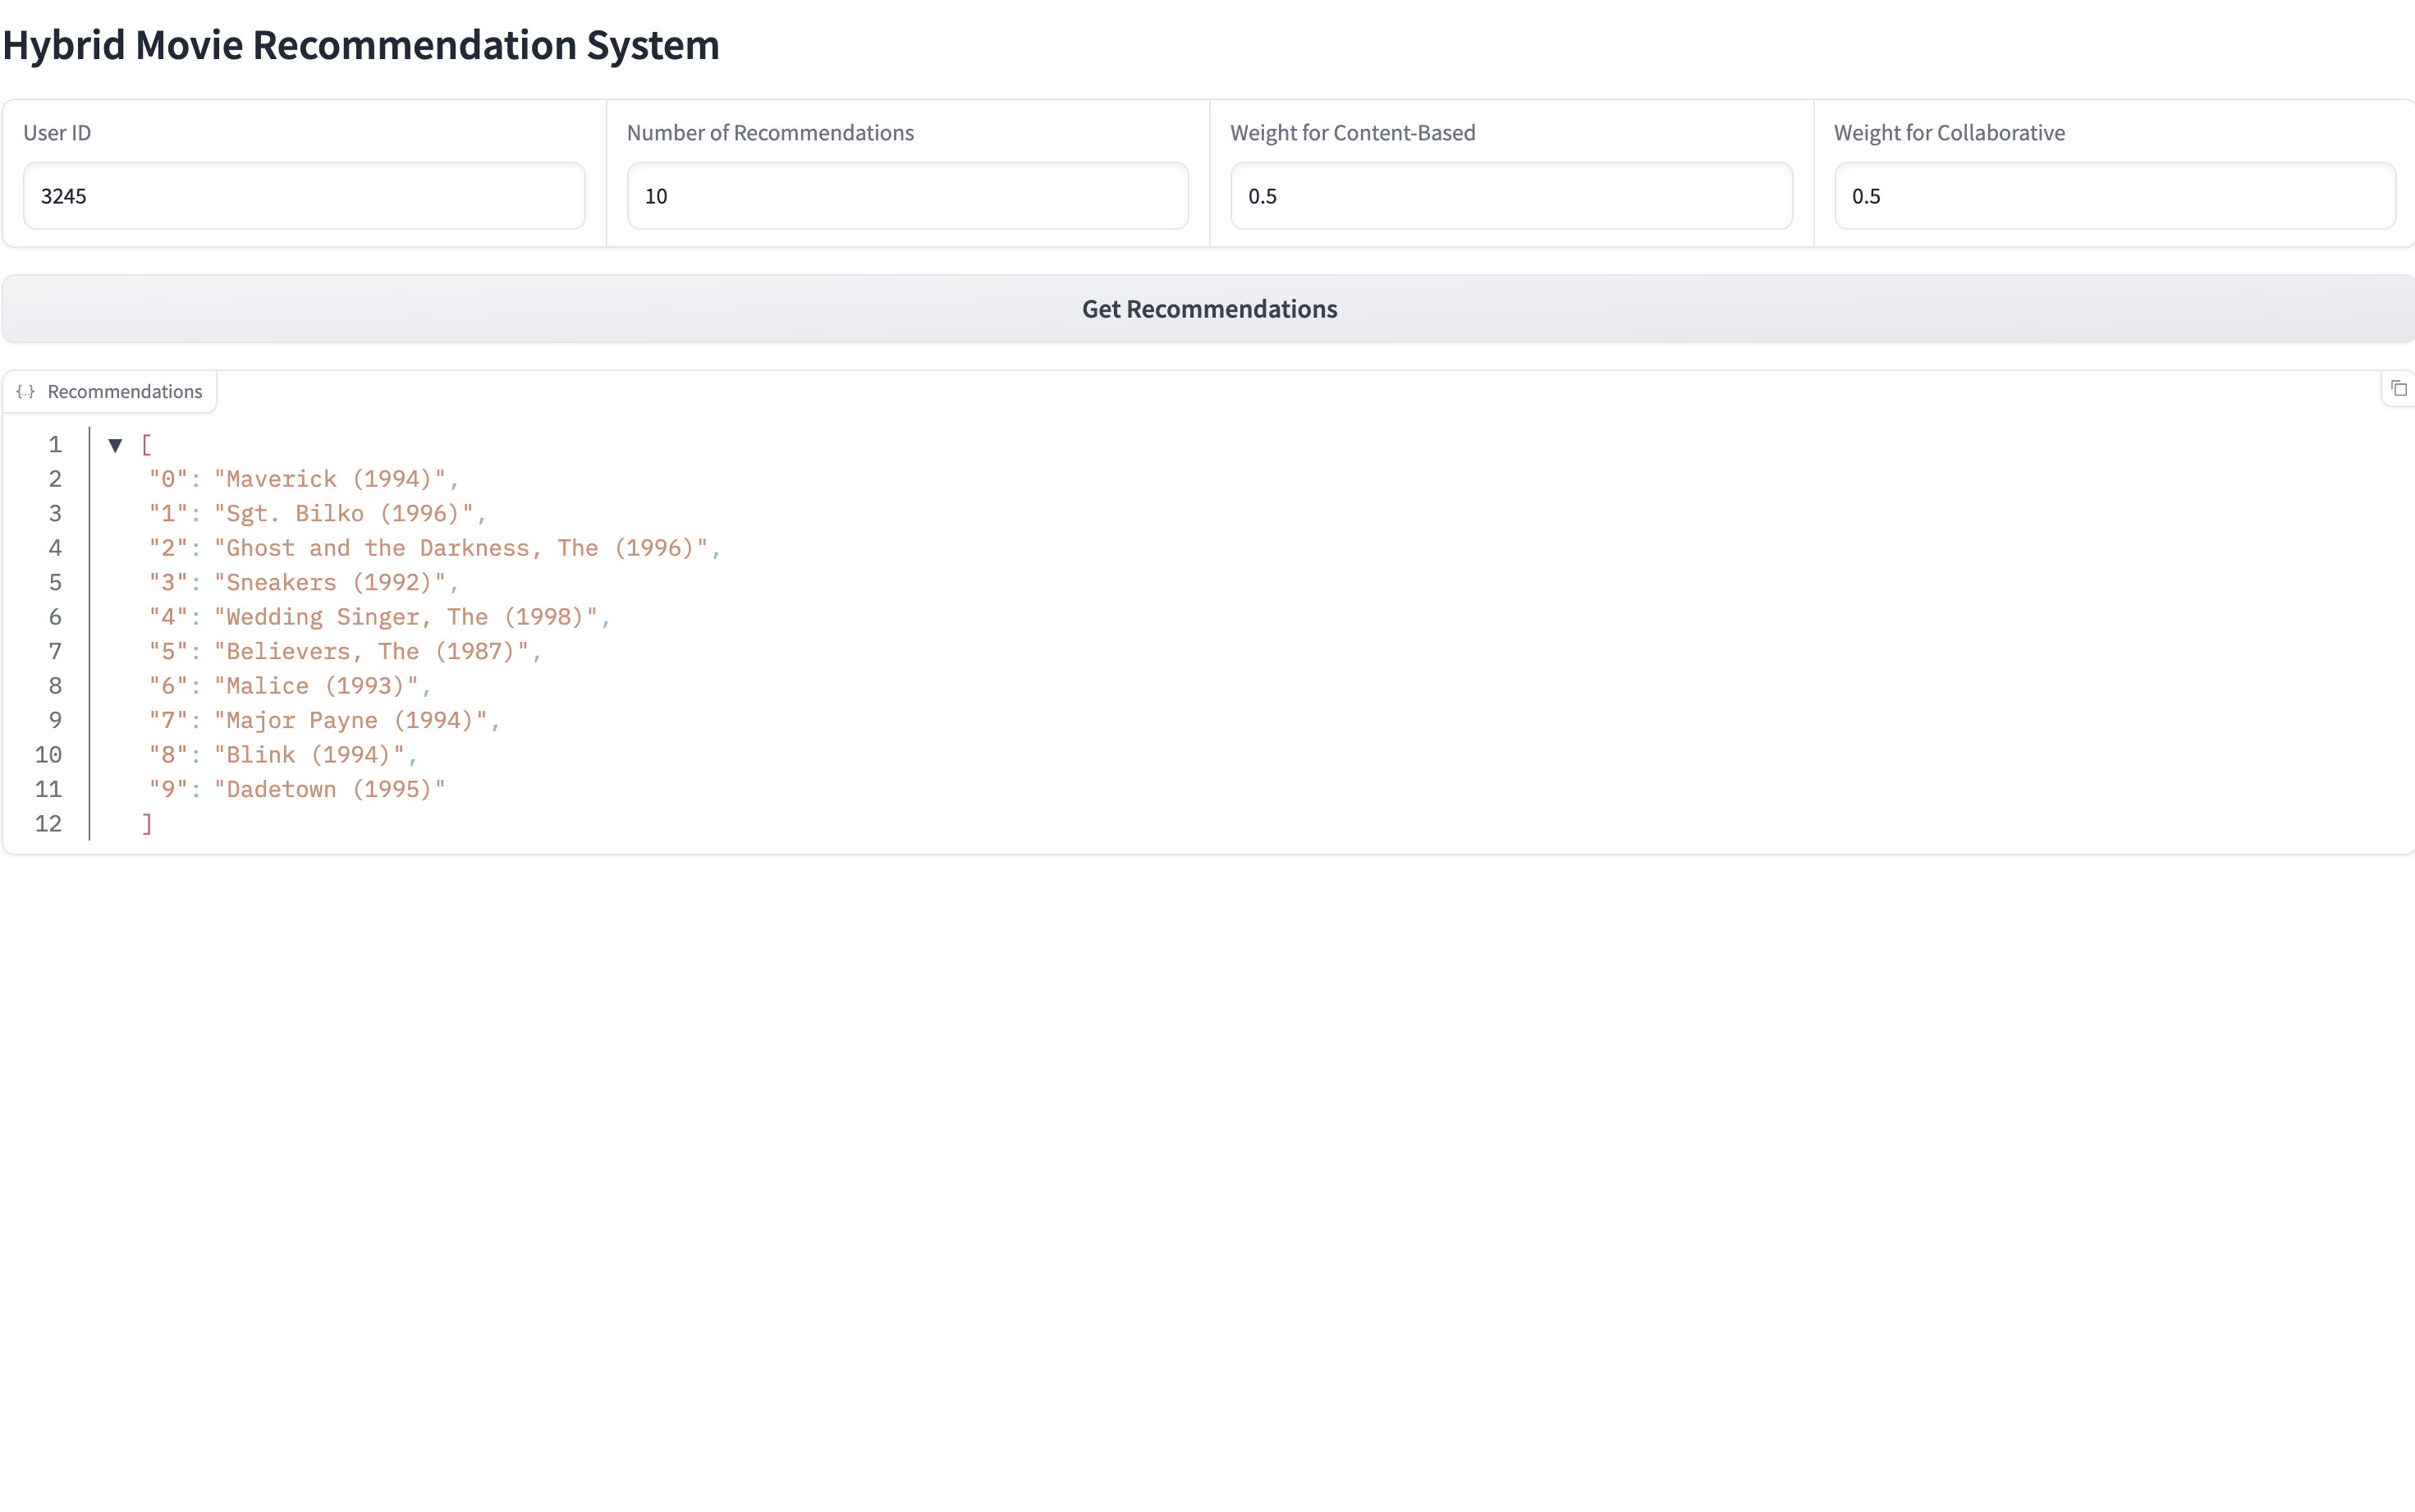 Hybrid Movie Recommendation System
User ID
Number of Recommendations
Weight for Content-Based
Weight for Collaborative
3245
10
0.5
0.5
Get Recommendations
{..} Recommendations
1 ▼ [
2 "0": "Maverick (1994)",
3 "1": "Sgt. Bilko (1996)",
4 "2": "Ghost and the Darkness, The (1996)",
5 "3": "Sneakers (1992)",
6 "4": "Wedding Singer, The (1998)",
7 "5": "Believers, The (1987)",
8 "6": "Malice (1993)",
9 "7": "Major Payne (1994)",
10 "8": "Blink (1994)",
11 "9": "Dadetown (1995)"
12 ]